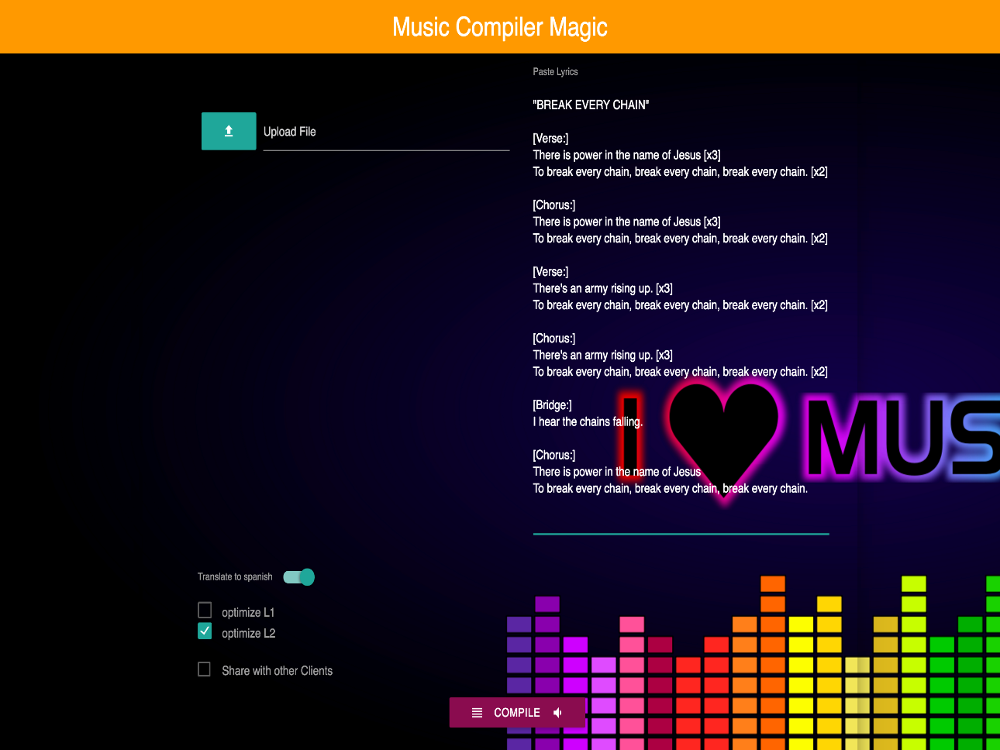 Music Compiler Magic
Paste Lyrics
"BREAK EVERY CHAIN"
[Verse:]
There is power in the name of Jesus [x3]
To break every chain, break every chain, break every chain. [x2]
[Chorus:]
There is power in the name of Jesus [x3]
To break every chain, break every chain, break every chain. [x2]
[Verse:]
There's an army rising up. [x3]
To break every chain, break every chain, break every chain. [x2]
[Chorus:]
There's an army rising up. [x3]
To break every chain, break every chain, break every chain. [x2]
[Bridge:]
I hear the chains falling.
[Chorus:]
There is power in the name of Jesus
To break every chain, break every chain, break every chain.
Upload File
I ♥ MUS
Translate to spanish
optimize L1
optimize L2
Share with other Clients
COMPILE